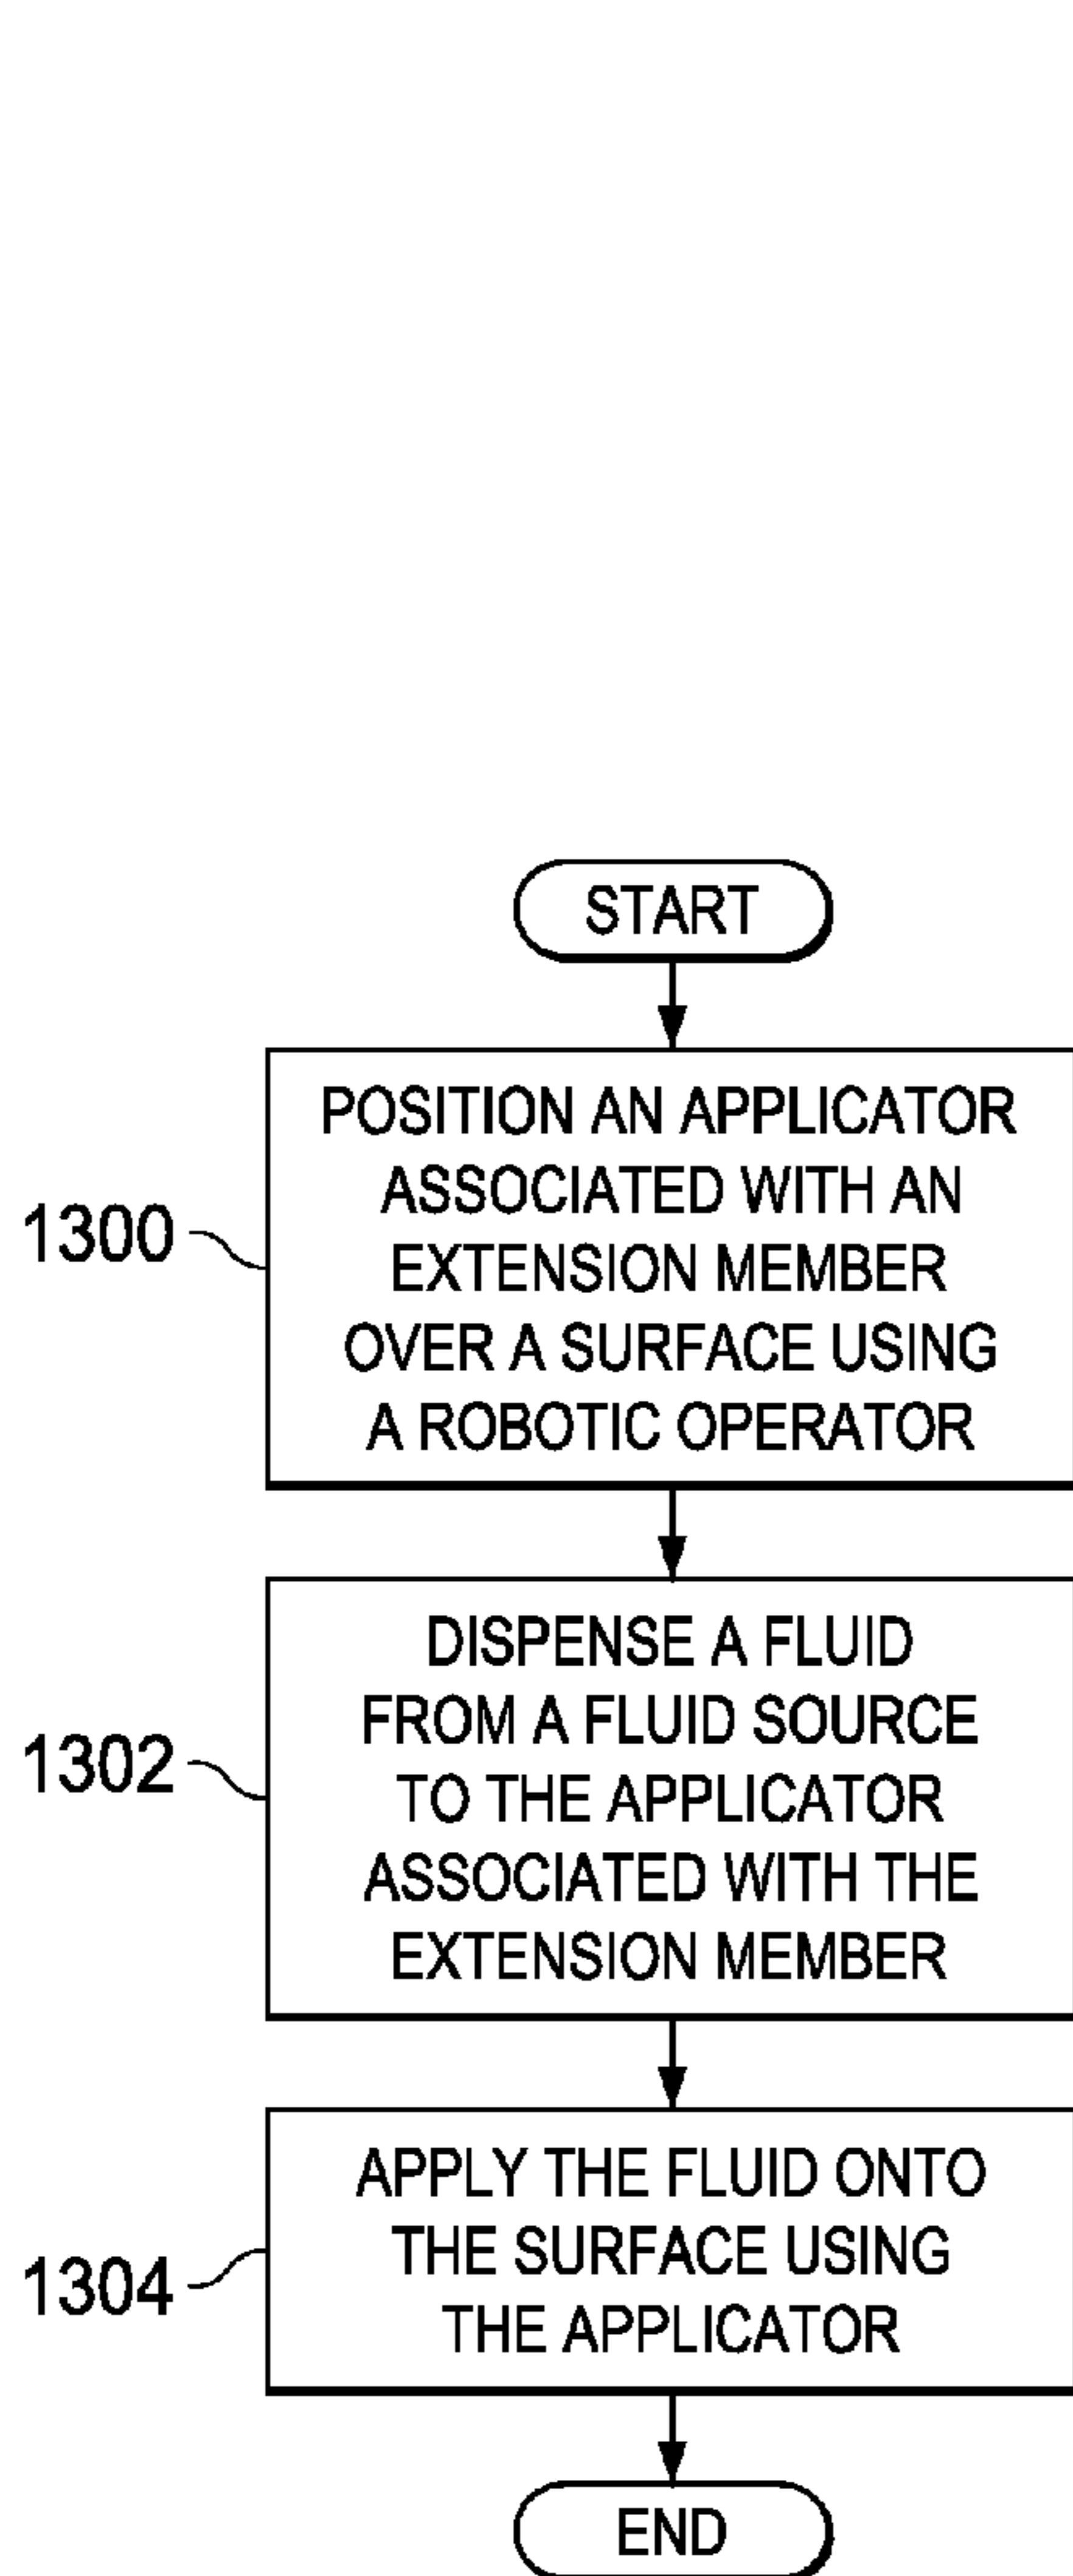 START
POSITION AN APPLICATOR
ASSOCIATED WITH AN
EXTENSION MEMBER
OVER A SURFACE USING
A ROBOTIC OPERATOR
1300
DISPENSE A FLUID
FROM A FLUID SOURCE
TO THE APPLICATOR
ASSOCIATED WITH THE
EXTENSION MEMBER
1302
APPLY THE FLUID ONTO
THE SURFACE USING
THE APPLICATOR
1304
END